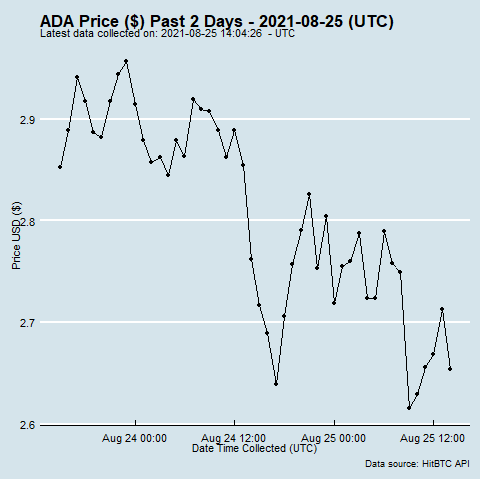 ADA Price ($) Past 2 Days - 2021-08-25 (UTC)
Latest data collected on: 2021-08-25 14:04:26 - UTC
2.9
2.8
2.7
2.6
Price USD ($)
Aug 24 00:00
Aug 24 12:00
Aug 25 00:00
Aug 25 12:00
Date Time Collected (UTC)
Data source: HitBTC API